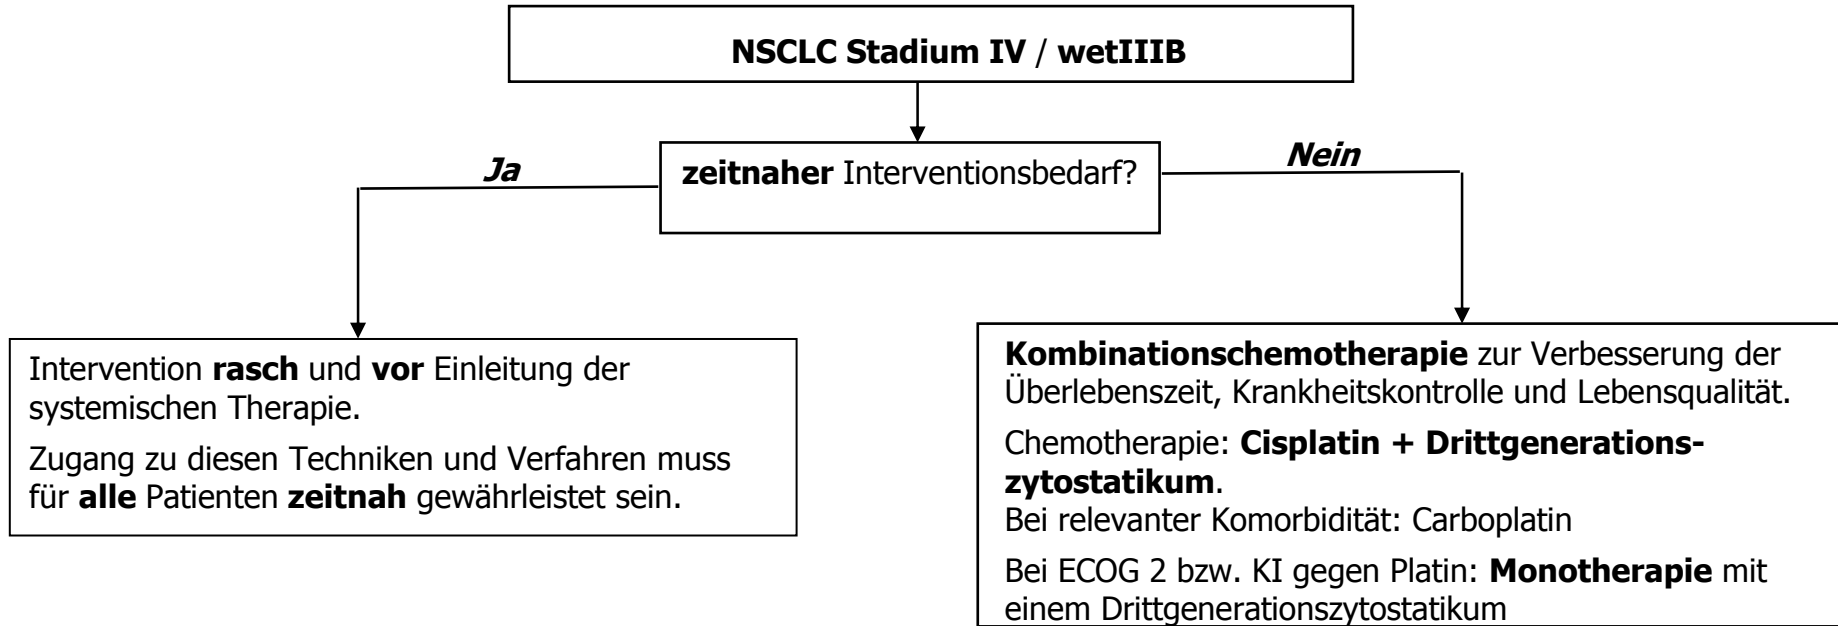 NSCLC Stadium IV / wetIIIB
Ja
zeitnaher Interventionsbedarf?
Nein
Intervention rasch und vor Einleitung der
systemischen Therapie.
Zugang zu diesen Techniken und Verfahren muss
für alle Patienten zeitnah gewährleistet sein.
Kombinationschemotherapie zur Verbesserung der
Überlebenszeit, Krankheitskontrolle und Lebensqualität.
Chemotherapie: Cisplatin + Drittgenerations-
zytostatikum.
Bei relevanter Komorbidität: Carboplatin
Bei ECOG 2 bzw. KI gegen Platin: Monotherapie mit
einem Drittgenerationszytostatikum